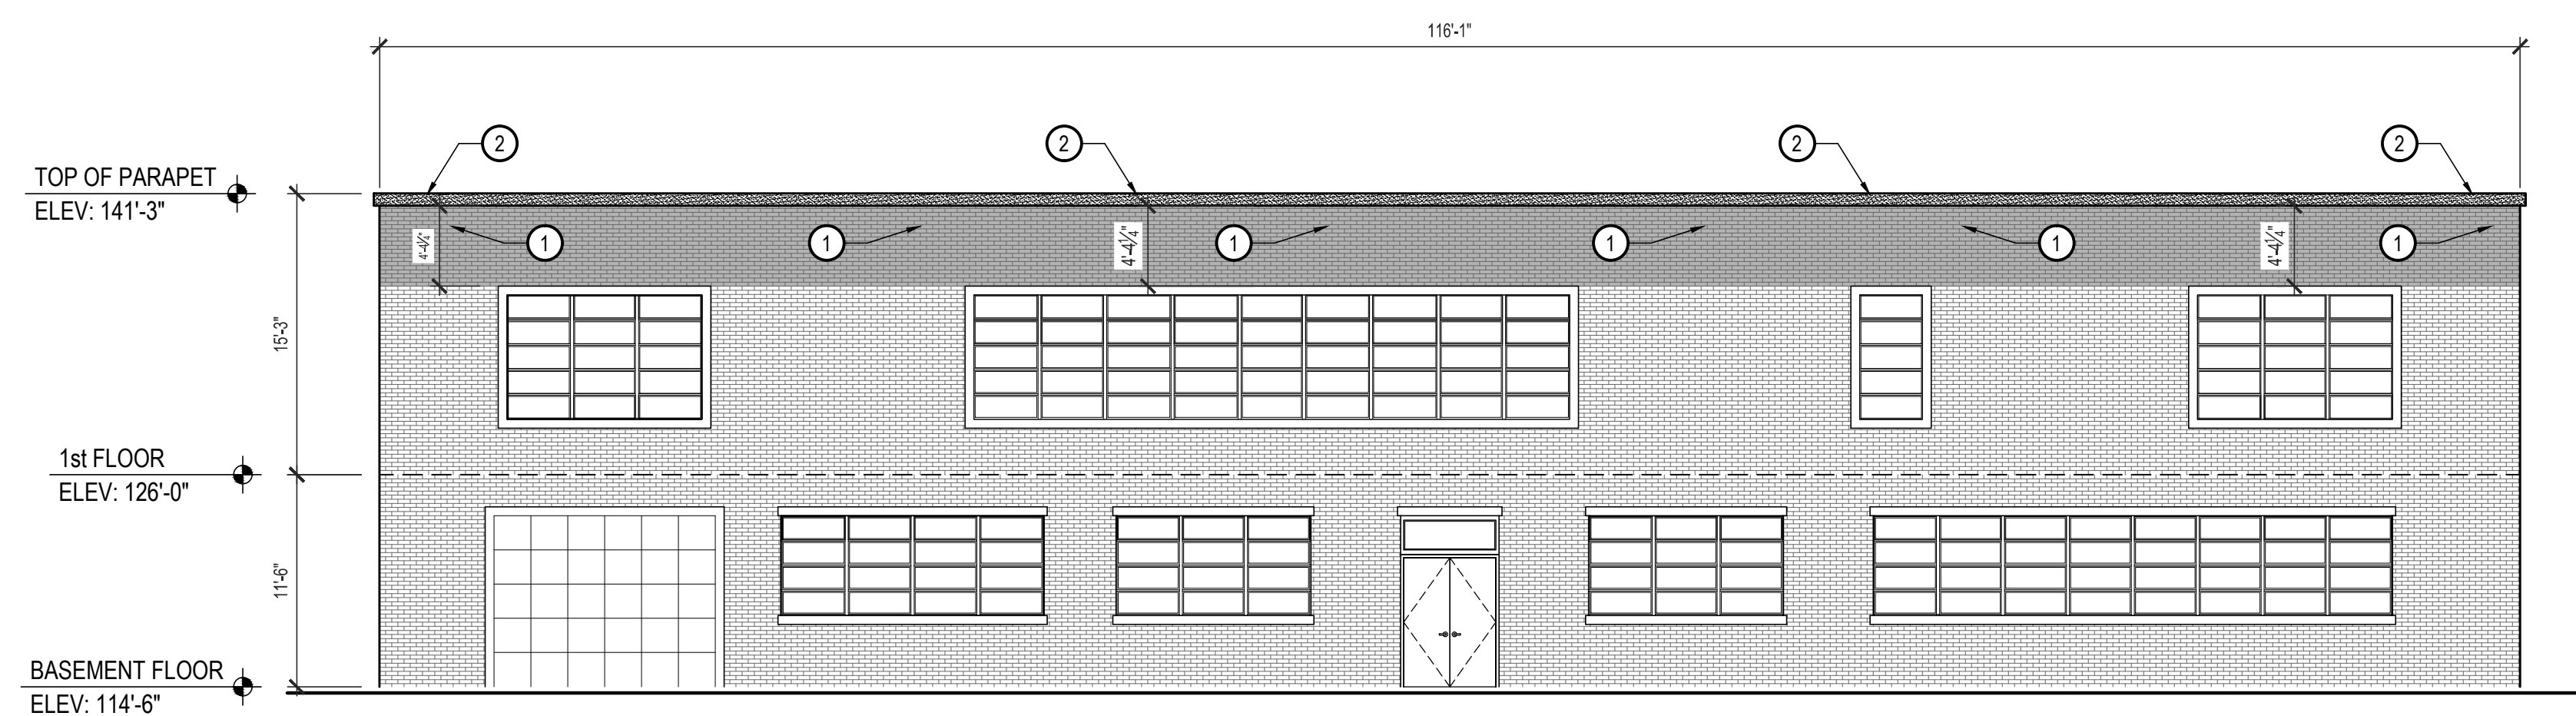 116'-1"
2
2
2
2
TOP OF PARAPET
ELEV: 141'-3"
1
1
1
1
1
1
4'-4¼"
4'-4¼"
4'-4¼"
15'-3"
1st FLOOR
ELEV: 126'-0"
11'-6"
BASEMENT FLOOR
ELEV: 114'-6"